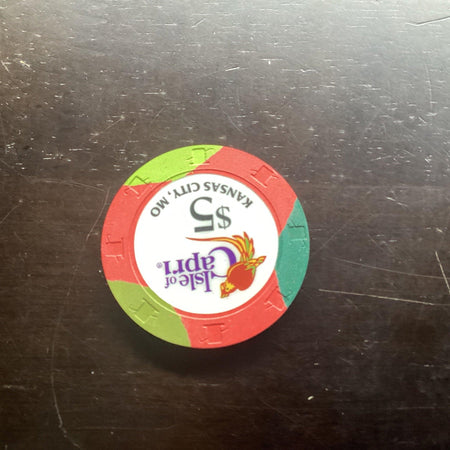 Isle of
Capri®
$5
KANSAS CITY, MO